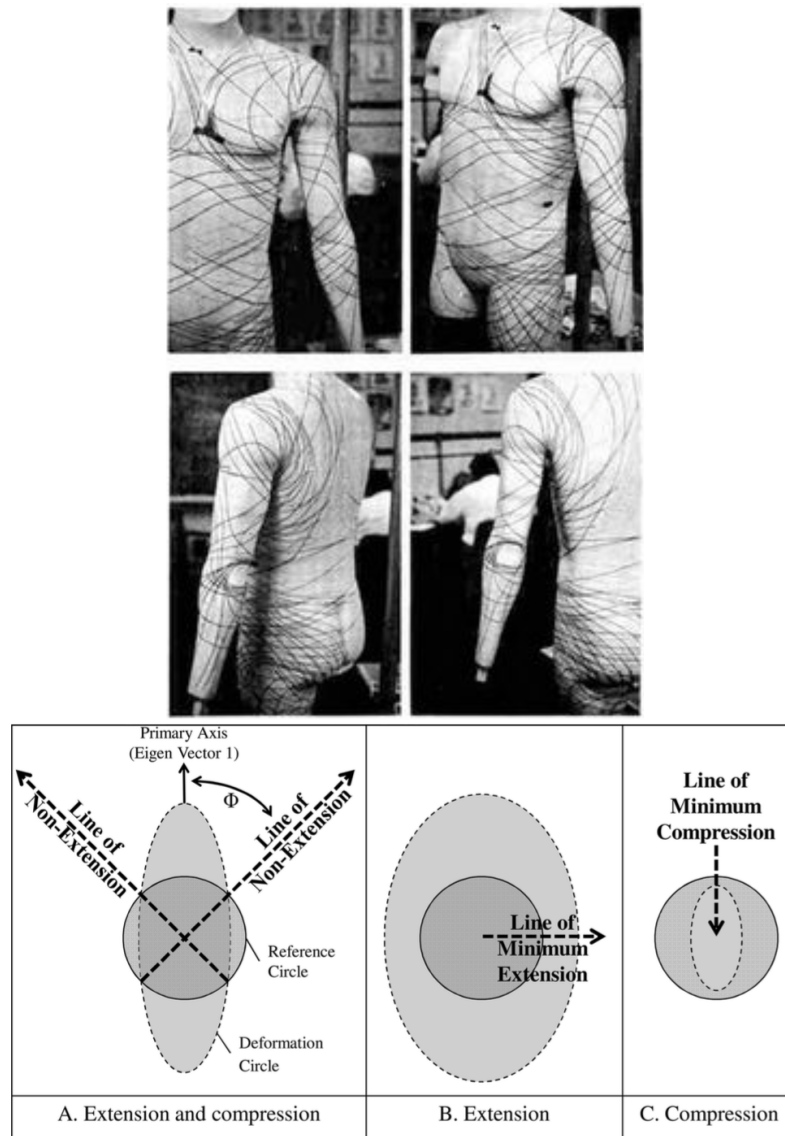 Primary Axis
(Eigen Vector 1)
Φ
Line of
Non-Extension
Line of
Non-Extension
Reference
Circle
Deformation
Circle
Line of
Minimum
Extension
Line of
Minimum
Compression
A. Extension and compression
B. Extension
C. Compression